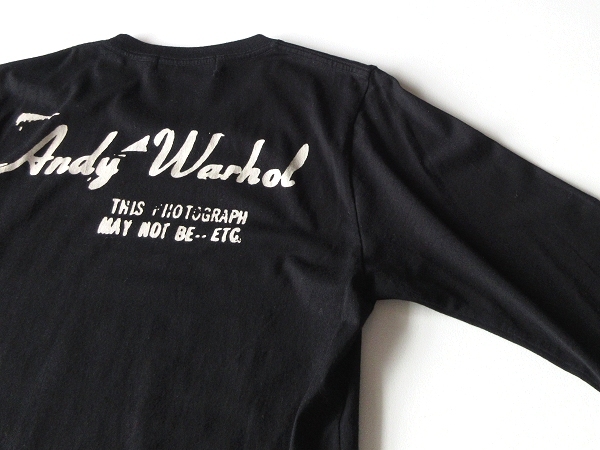 Andy Warhol
THIS PHOTOGRAPH
MAY NOT BE-- ETC.